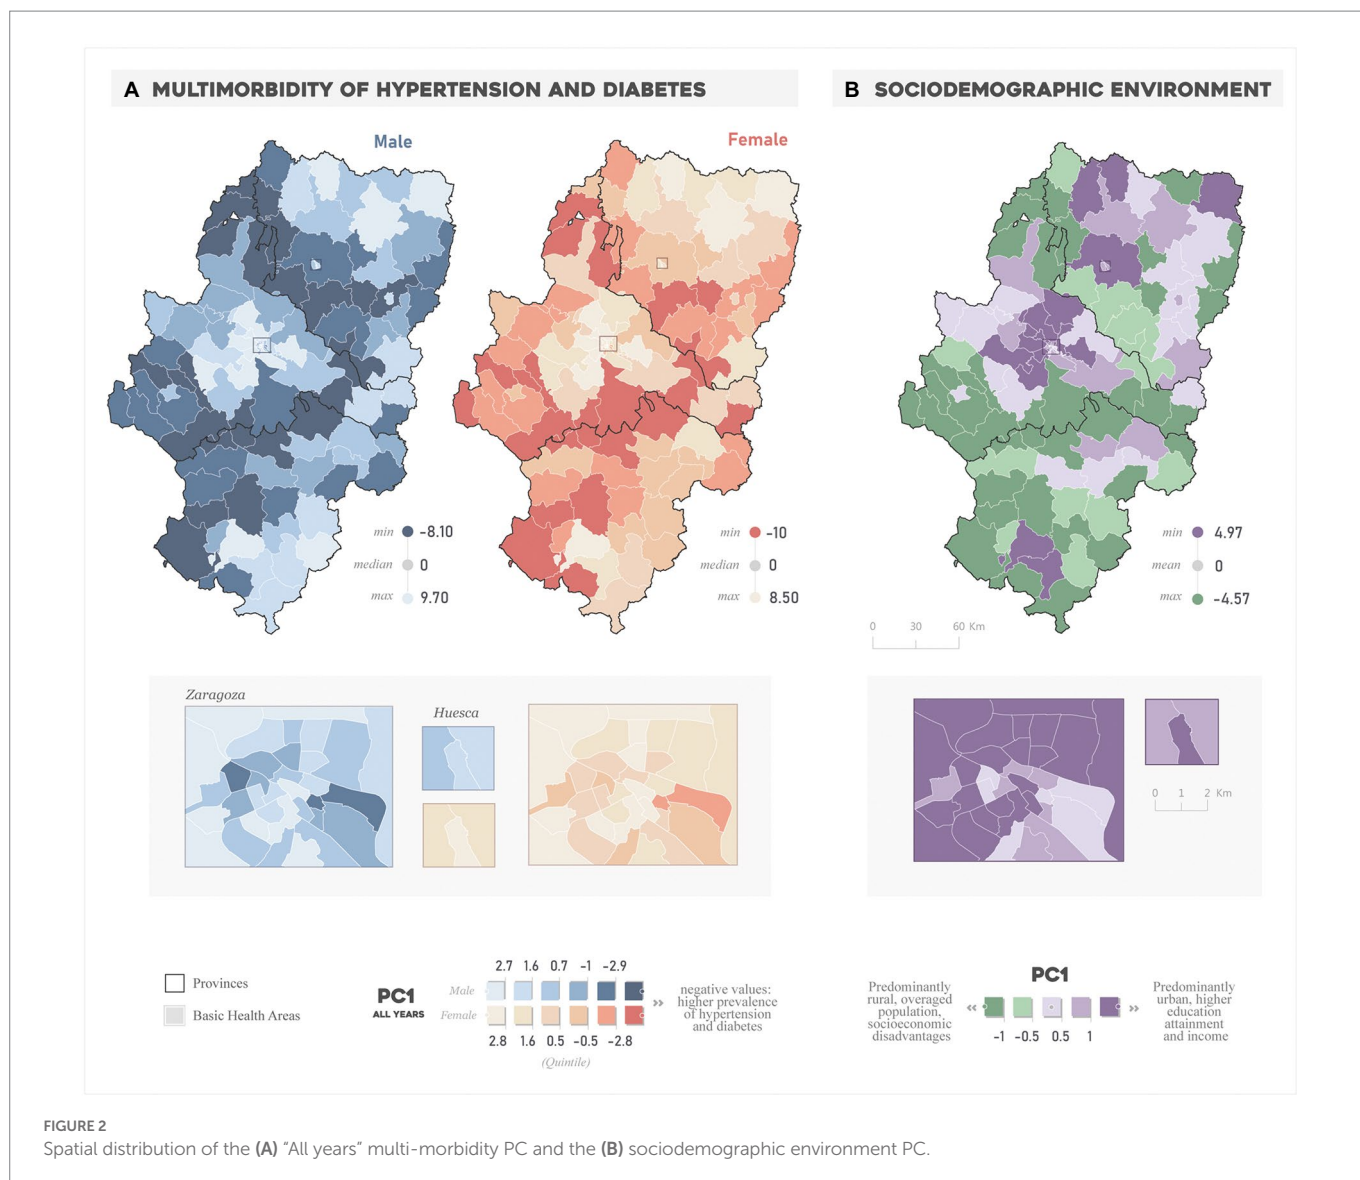 A MULTIMORBIDITY OF HYPERTENSION AND DIABETES
B SOCIODEMOGRAPHIC ENVIRONMENT
Male
Female
min -8.10
median 0
max 9.70
min -10
median 0
max 8.50
min 4.97
mean 0
max -4.57
0 30 60 Km
Zaragoza
Huesca
0 1 2 Km
Provinces
Basic Health Areas
PC1
ALL YEARS
2.7 1.6 0.7 -1 -2.9
Male
Female
2.8 1.6 0.5 -0.5 -2.8
(Quintile)
»
negative values:
higher prevalence
of hypertension
and diabetes
Predominantly
rural, overaged
population,
socioeconomic
disadvantages
«
PC1
-1 -0.5 0.5 1
»
Predominantly
urban, higher
education
attainment
and income
FIGURE 2
Spatial distribution of the (A) “All years” multi-morbidity PC and the (B) sociodemographic environment PC.